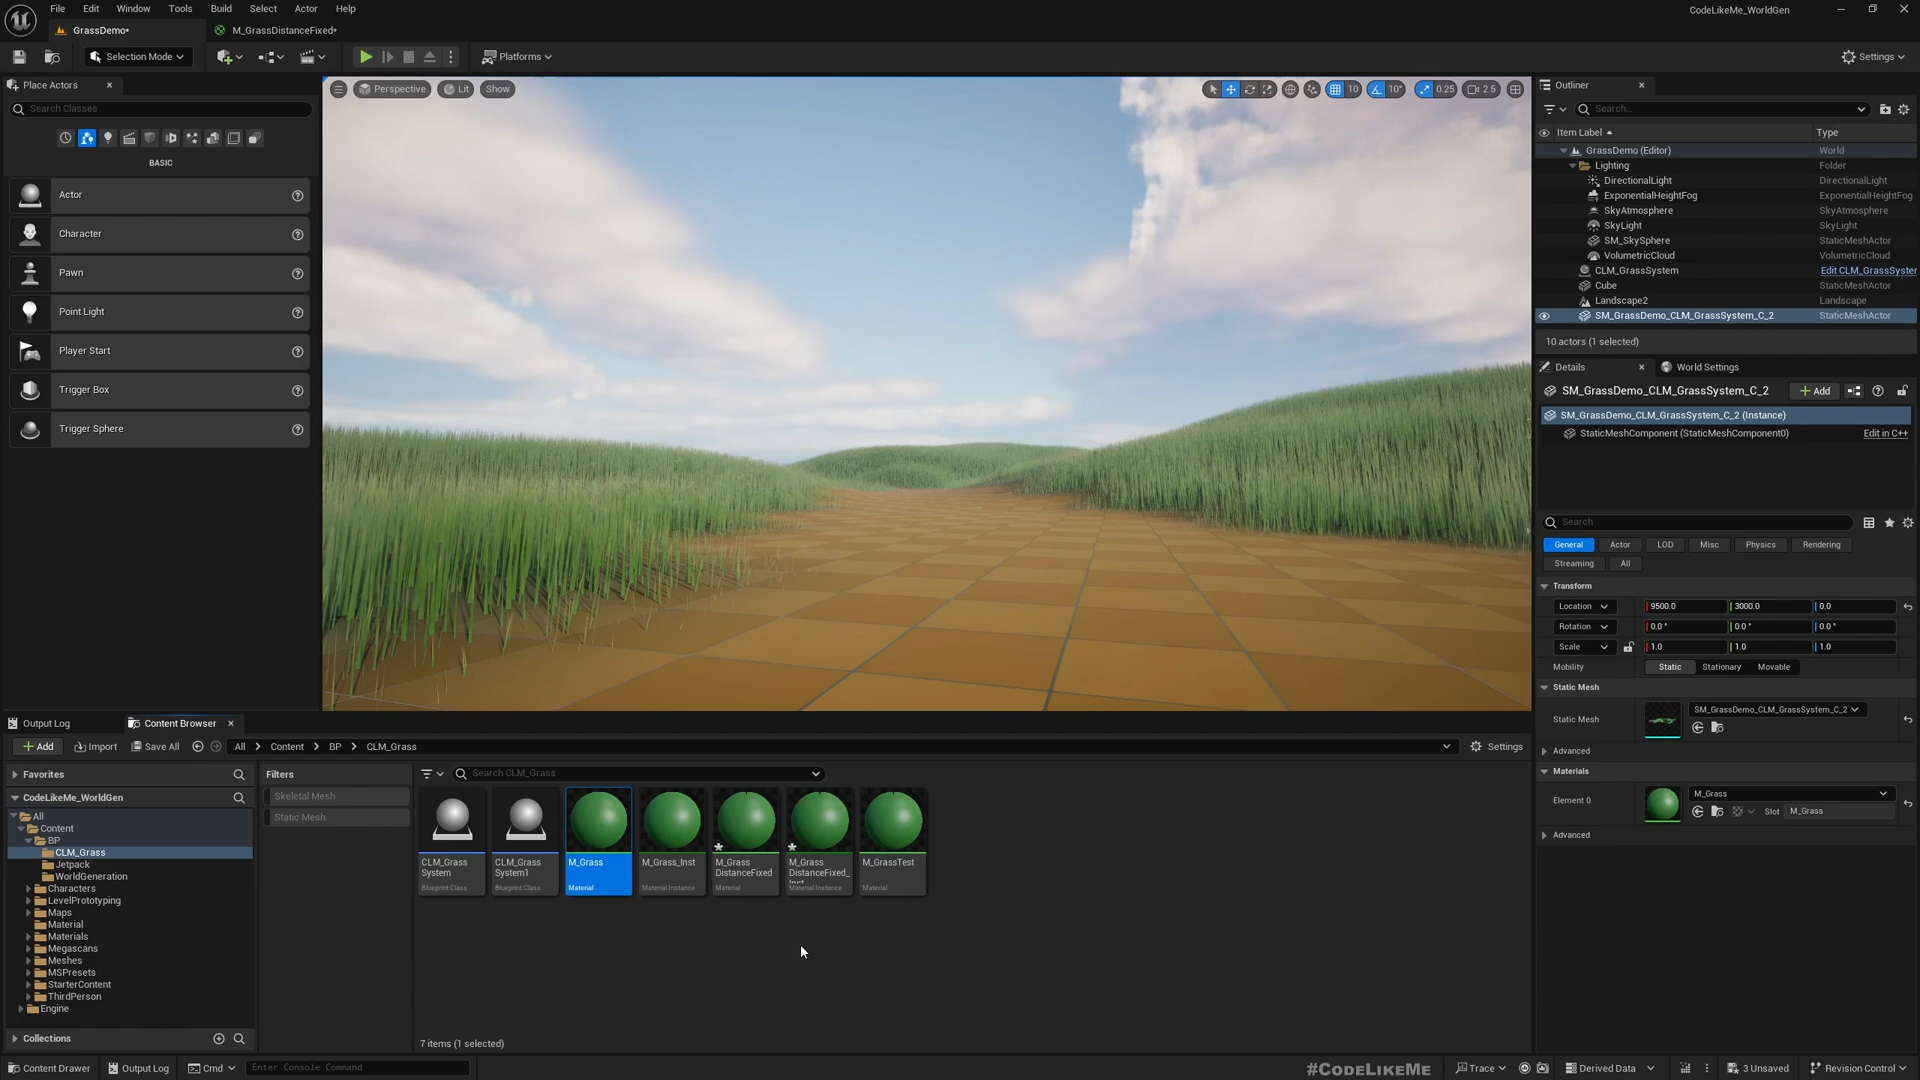 File Edit Window Tools Build Select Actor Help
CodeLikeMe_WorldGen
GrassDemo•
M_GrassDistanceFixed•
Selection Mode
Platforms
Settings
Place Actors
Search Classes
BASIC
Actor
Character
Pawn
Point Light
Player Start
Trigger Box
Trigger Sphere
Perspective
Lit
Show
10
10°
0.25
2.5
Outliner
Search...
Item Label
Type
GrassDemo (Editor) World
Lighting Folder
DirectionalLight DirectionalLight
ExponentialHeightFog ExponentialHeightFog
SkyAtmosphere SkyAtmosphere
SkyLight SkyLight
SM_SkySphere StaticMeshActor
VolumetricCloud VolumetricCloud
CLM_GrassSystem Edit CLM_GrassSyster
Cube StaticMeshActor
Landscape2 Landscape
SM_GrassDemo_CLM_GrassSystem_C_2 StaticMeshActor
10 actors (1 selected)
Details
World Settings
SM_GrassDemo_CLM_GrassSystem_C_2
Add
SM_GrassDemo_CLM_GrassSystem_C_2 (Instance)
StaticMeshComponent (StaticMeshComponent0) Edit in C++
Search
General Actor LOD Misc Physics Rendering
Streaming All
Transform
Location 9500.0 3000.0 0.0
Rotation 0.0 ° 0.0 ° 0.0 °
Scale 1.0 1.0 1.0
Mobility Static Stationary Movable
Static Mesh
Static Mesh SM_GrassDemo_CLM_GrassSystem_C_2
Advanced
Materials
Element 0 M_Grass
Slot M_Grass
Advanced
Output Log
Content Browser
Add Import Save All All Content BP CLM_Grass
Settings
Favorites
CodeLikeMe_WorldGen
All
Content
BP
CLM_Grass
Jetpack
WorldGeneration
Characters
LevelPrototyping
Maps
Material
Materials
Megascans
Meshes
MSPresets
StarterContent
ThirdPerson
Engine
Collections
Filters
Skeletal Mesh
Static Mesh
Search CLM_Grass
CLM_Grass
System
Blueprint Class
CLM_Grass
System1
Blueprint Class
M_Grass
Material
M_Grass_Inst
Material Instance
M_Grass
DistanceFixed
Material
M_Grass
DistanceFixed_
Inst
Material Instance
M_GrassTest
Material
7 items (1 selected)
Content Drawer
Output Log
Cmd
Enter Console Command
#CODELIKEME
Trace
Derived Data
3 Unsaved
Revision Control